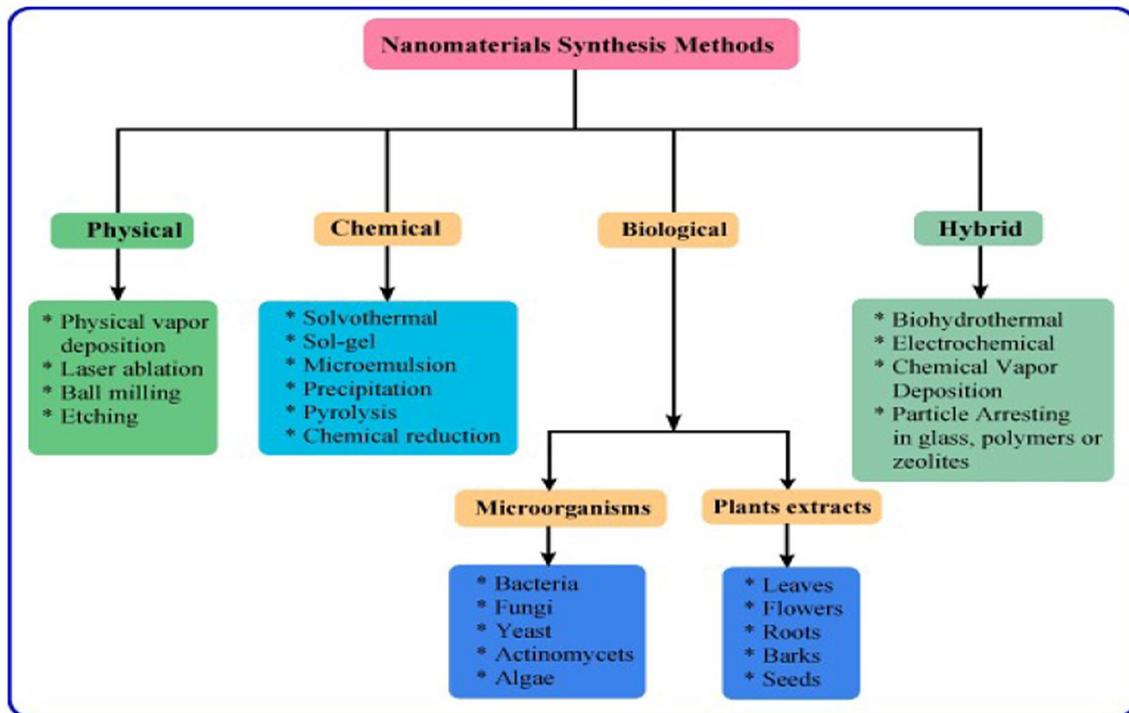 Nanomaterials Synthesis Methods
Physical
Chemical
Biological
Hybrid
* Physical vapor
deposition
* Laser ablation
* Ball milling
* Etching
* Solvothermal
* Sol-gel
* Microemulsion
* Precipitation
* Pyrolysis
* Chemical reduction
* Biohydrothermal
* Electrochemical
* Chemical Vapor
Deposition
* Particle Arresting
in glass, polymers or
zeolites
Microorganisms
Plants extracts
* Bacteria
* Fungi
* Yeast
* Actinomycets
* Algae
* Leaves
* Flowers
* Roots
* Barks
* Seeds